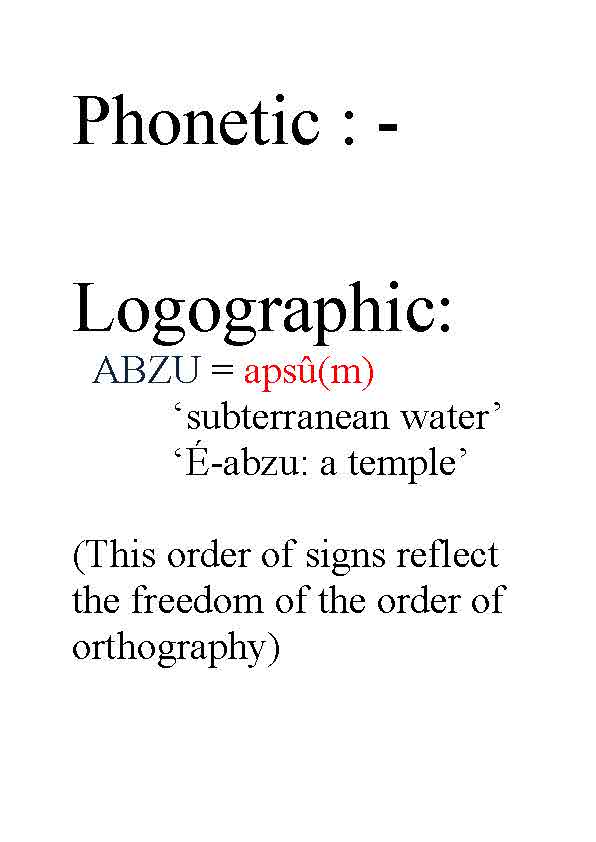 Phonetic : -
Logographic:
ABZU = apsû(m)
‘subterranean water’
‘É-abzu: a temple’
(This order of signs reflect
the freedom of the order of
orthography)